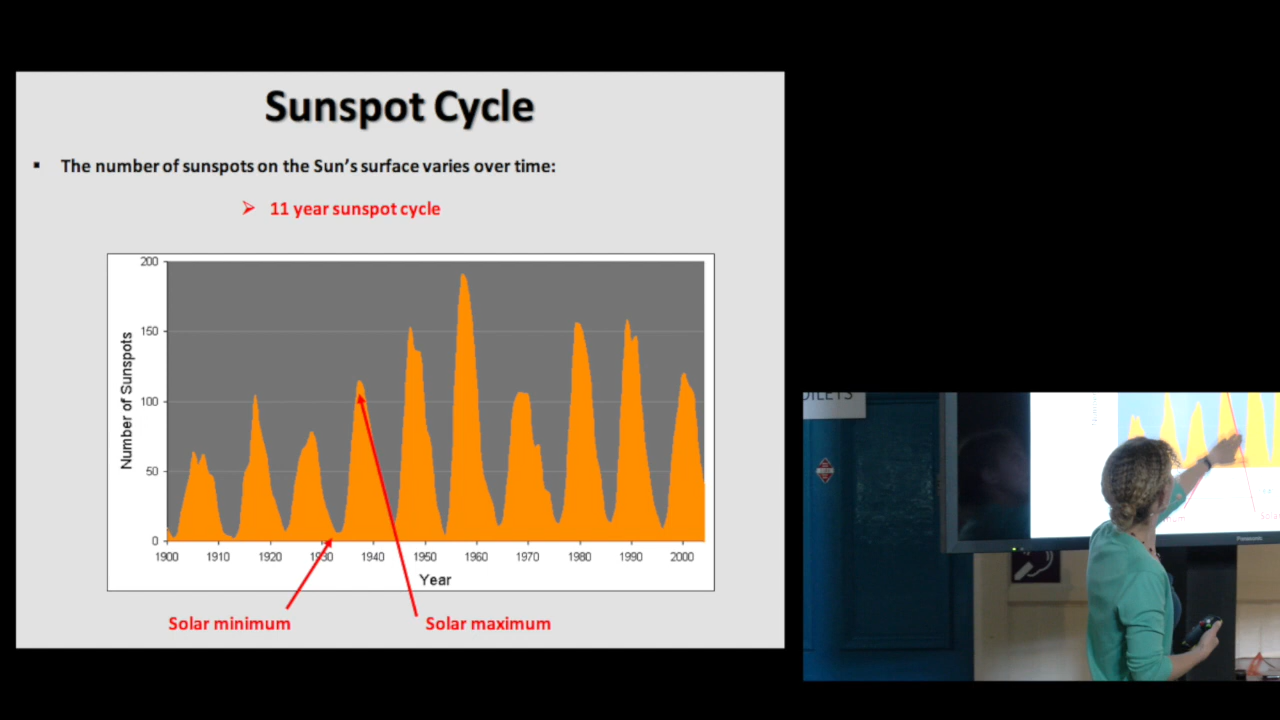 Sunspot Cycle
▪ The number of sunspots on the Sun's surface varies over time:
➢ 11 year sunspot cycle
200
150
100
50
0
Number of Sunspots
1900 1910 1920 1930 1940 1950 1960 1970 1980 1990 2000
Year
Solar minimum
Solar maximum
Panasonic